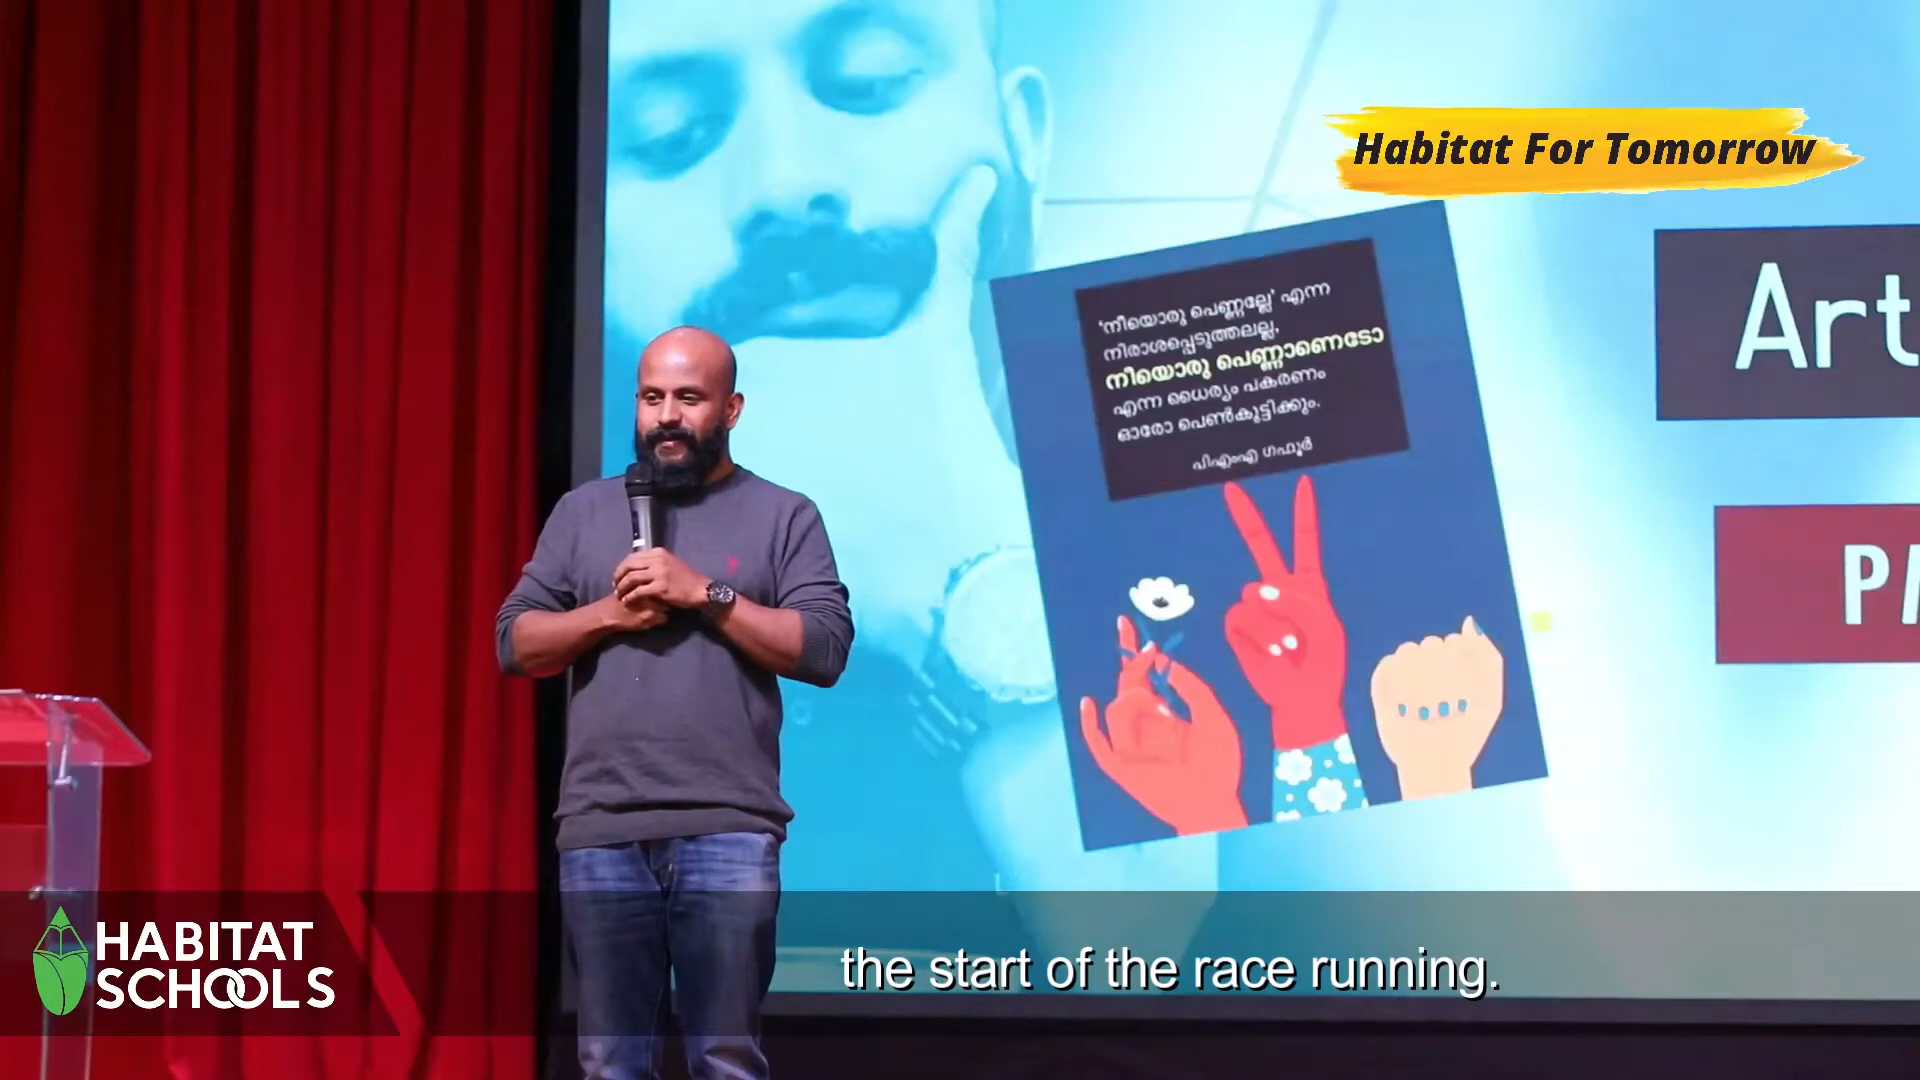 Habitat For Tomorrow
'നീയൊരു പെണ്ണല്ലേ' എന്ന
നിരാശപ്പെടുത്തലല്ല,
നീയൊരു പെണ്ണാണെടോ
എന്ന ധൈര്യം പകരണം
ഓരോ പെൺകുട്ടിക്കും.
പിഎംഎ ഗഫൂർ
Art
HABITAT
SCHOOLS
the start of the race running.